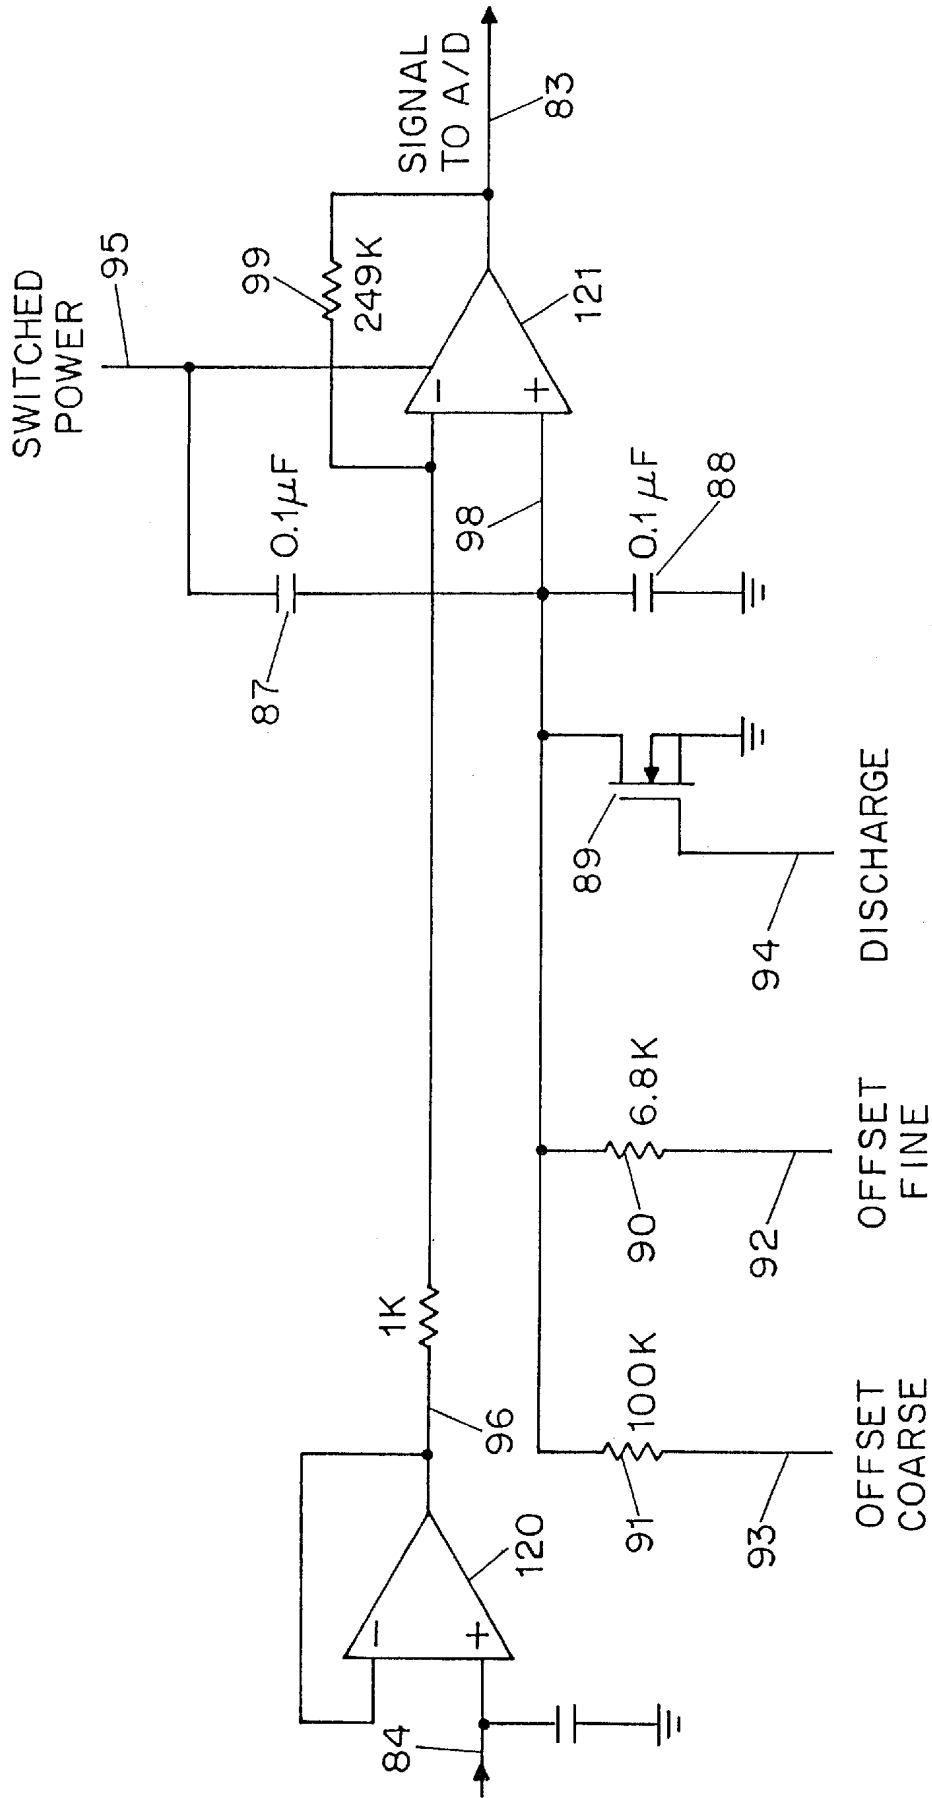 SWITCHED
POWER
95
99
249K
SIGNAL
TO A/D
83
0.1µF
87
−
+
121
98
0.1µF
88
1K
96
−
+
120
84
89
94
DISCHARGE
6.8K
90
92
OFFSET
FINE
100K
91
93
OFFSET
COARSE